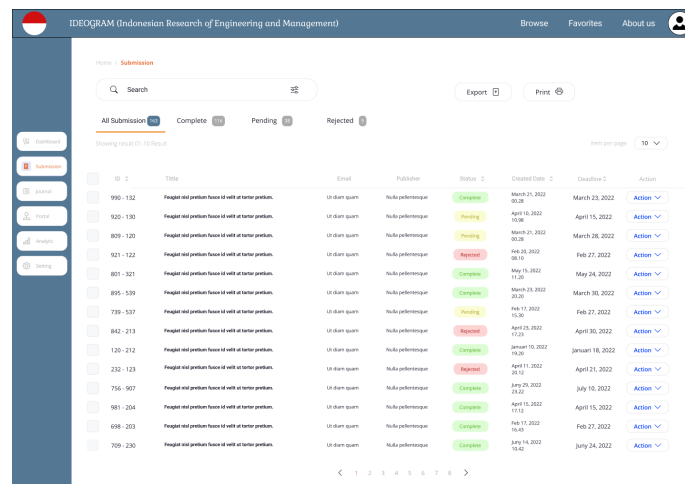 IDEOGRAM (Indonesian Research of Engineering and Management) Browse Favorites About us
Home > Submission
Search
Export Print
All Submission 163 Complete 116 Pending 38 Rejected 9
Showing result 01-10 Result Item per page 10
Dashboard
Submission
Journal
Portal
Analytic
Setting
ID Tittle Email Publisher Status Created Date Deadline Action
990 - 132 Feugiat nisl pretium fusce id velit ut tortor pretium. Ut diam quam Nulla pellentesque Complete March 21, 2022 00.28 March 23, 2022 Action
920 - 130 Feugiat nisl pretium fusce id velit ut tortor pretium. Ut diam quam Nulla pellentesque Pending April 10, 2022 10.98 April 15, 2022 Action
809 - 120 Feugiat nisl pretium fusce id velit ut tortor pretium. Ut diam quam Nulla pellentesque Pending March 21, 2022 00.28 March 28, 2022 Action
921 - 122 Feugiat nisl pretium fusce id velit ut tortor pretium. Ut diam quam Nulla pellentesque Rejected Feb 20, 2022 08.10 Feb 27, 2022 Action
801 - 321 Feugiat nisl pretium fusce id velit ut tortor pretium. Ut diam quam Nulla pellentesque Complete May 15, 2022 11.20 May 24, 2022 Action
895 - 539 Feugiat nisl pretium fusce id velit ut tortor pretium. Ut diam quam Nulla pellentesque Complete March 23, 2022 20.20 March 30, 2022 Action
739 - 537 Feugiat nisl pretium fusce id velit ut tortor pretium. Ut diam quam Nulla pellentesque Pending Feb 17, 2022 15.30 Feb 27, 2022 Action
842 - 213 Feugiat nisl pretium fusce id velit ut tortor pretium. Ut diam quam Nulla pellentesque Rejected April 23, 2022 17.23 April 30, 2022 Action
120 - 212 Feugiat nisl pretium fusce id velit ut tortor pretium. Ut diam quam Nulla pellentesque Complete Januari 10, 2022 19.20 Januari 18, 2022 Action
232 - 123 Feugiat nisl pretium fusce id velit ut tortor pretium. Ut diam quam Nulla pellentesque Rejected April 11, 2022 20.12 April 21, 2022 Action
756 - 907 Feugiat nisl pretium fusce id velit ut tortor pretium. Ut diam quam Nulla pellentesque Complete Juny 29, 2022 23.22 July 10, 2022 Action
981 - 204 Feugiat nisl pretium fusce id velit ut tortor pretium. Ut diam quam Nulla pellentesque Complete April 15, 2022 17.12 April 15, 2022 Action
698 - 203 Feugiat nisl pretium fusce id velit ut tortor pretium. Ut diam quam Nulla pellentesque Complete Feb 17, 2022 16.43 Feb 27, 2022 Action
709 - 230 Feugiat nisl pretium fusce id velit ut tortor pretium. Ut diam quam Nulla pellentesque Complete Juny 14, 2022 10.42 Juny 24, 2022 Action
< 1 2 3 4 5 6 7 8 >